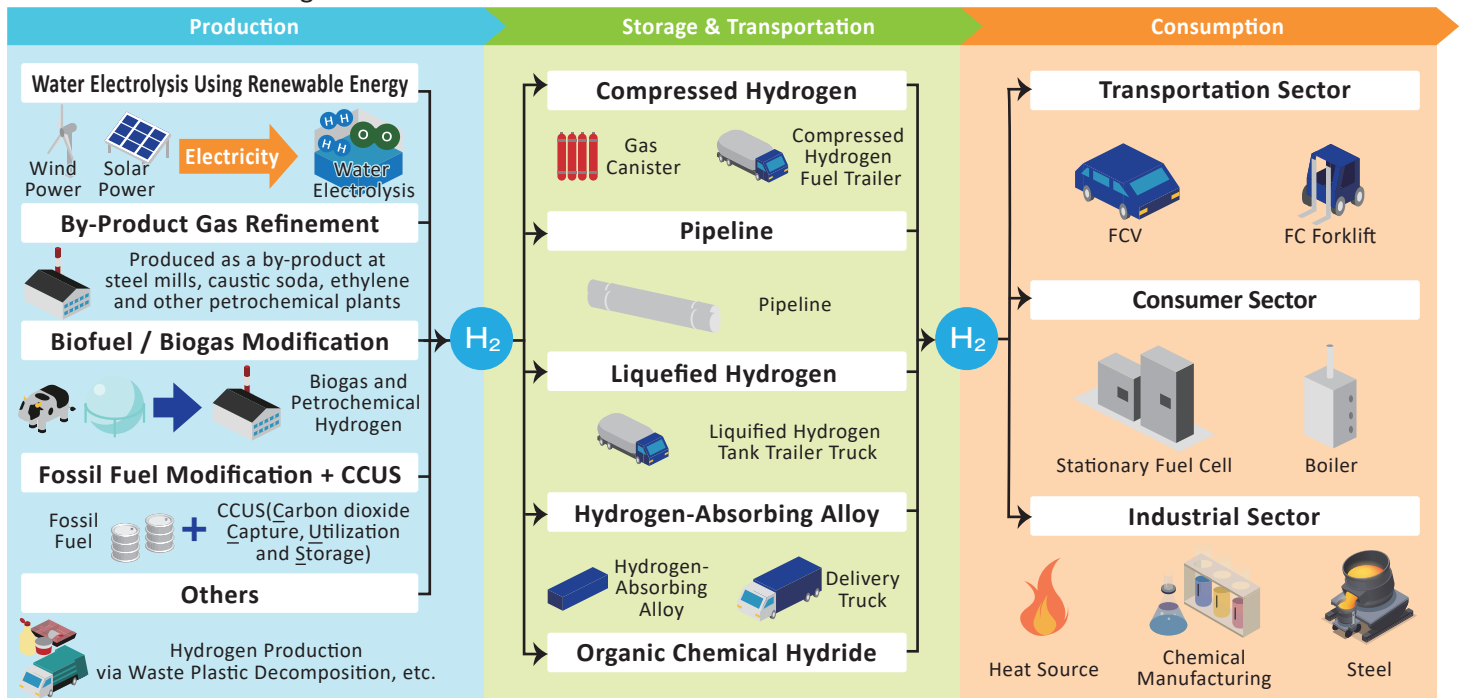 Production
Storage & Transportation
Consumption
Water Electrolysis Using Renewable Energy
Wind
Power
Solar
Power
Electricity
H H
H H
O O
Water
Electrolysis
By-Product Gas Refinement
Produced as a by-product at
steel mills, caustic soda, ethylene
and other petrochemical plants
Biofuel / Biogas Modification
Biogas and
Petrochemical
Hydrogen
Fossil Fuel Modification + CCUS
Fossil
Fuel
+
CCUS(Carbon dioxide
Capture, Utilization
and Storage)
Others
Hydrogen Production
via Waste Plastic Decomposition, etc.
H₂
Compressed Hydrogen
Gas
Canister
Compressed
Hydrogen
Fuel Trailer
Pipeline
Pipeline
Liquefied Hydrogen
Liquified Hydrogen
Tank Trailer Truck
Hydrogen-Absorbing Alloy
Hydrogen-
Absorbing
Alloy
Delivery
Truck
Organic Chemical Hydride
H₂
Transportation Sector
FCV
FC Forklift
Consumer Sector
Stationary Fuel Cell
Boiler
Industrial Sector
Heat Source
Chemical
Manufacturing
Steel